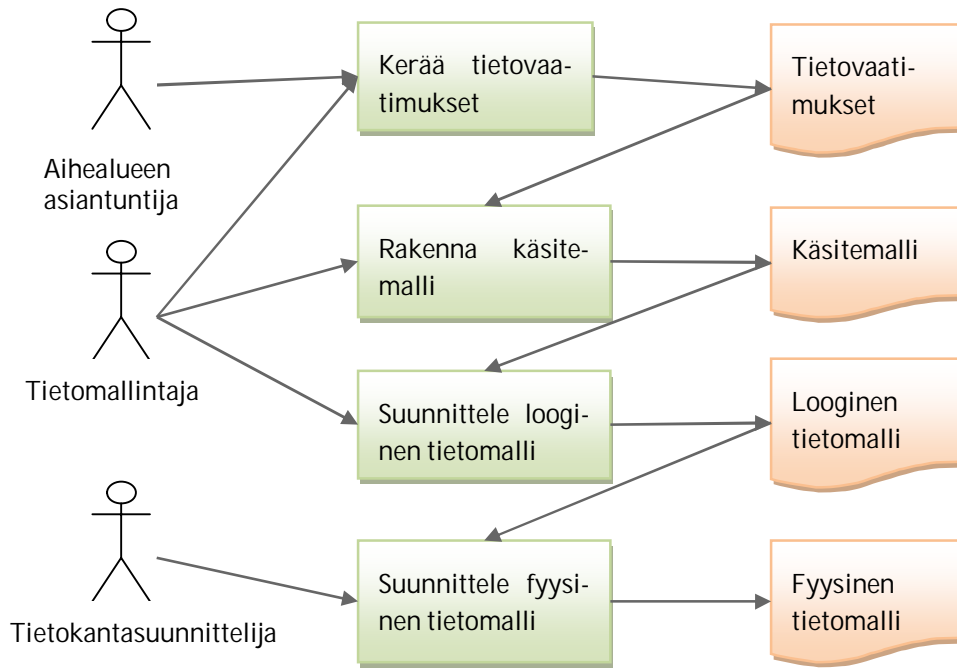 Kerää tietovaa-
timukset
Tietovaati-
mukset
Aihealueen
asiantuntija
Rakenna käsite-
malli
Käsitemalli
Tietomallintaja
Suunnittele loogi-
nen tietomalli
Looginen
tietomalli
Tietokantasuunnittelija
Suunnittele fyysi-
nen tietomalli
Fyysinen
tietomalli